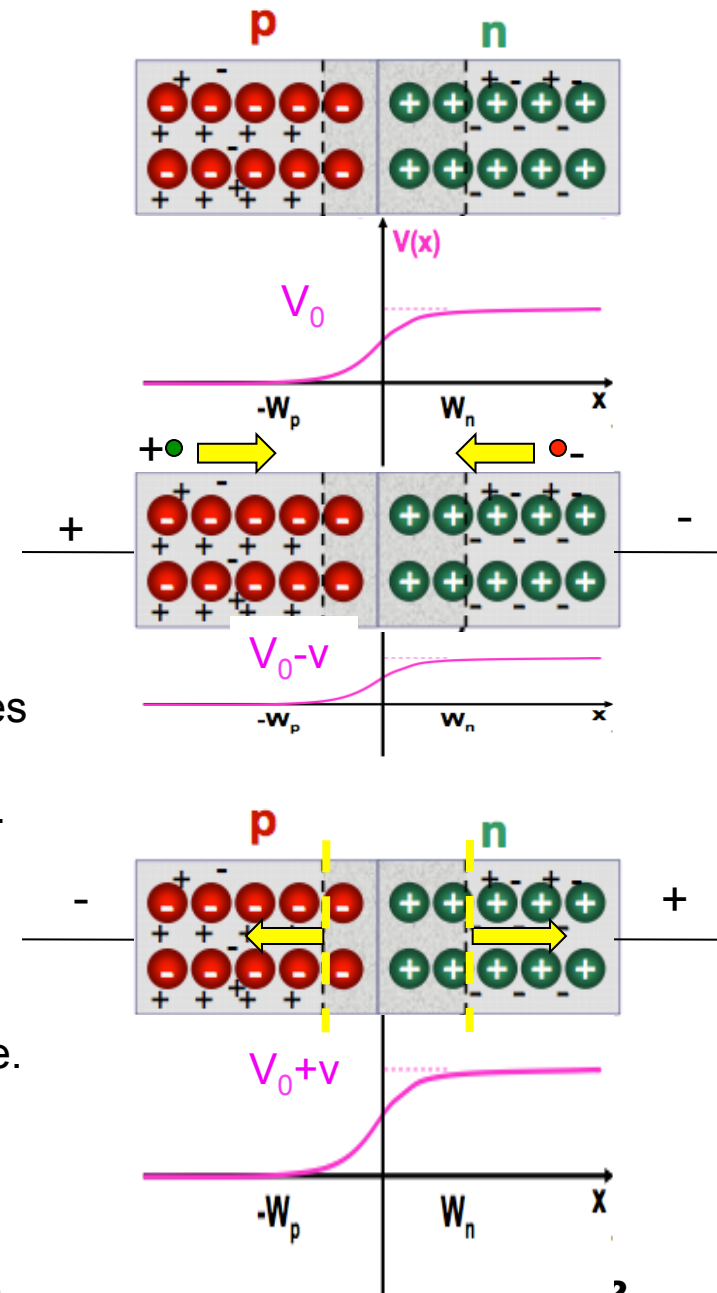 p n
+ -
+ - + -
- - - - - + + + + +
+ + + + - - -
-
- - - - - + + + + +
+
+ + + + - - -
V(x)
V₀
-Wₚ Wₙ x
+ -
+ -
+ - + -
- - - - - + + + + +
+ -
+ + + + - - -
-
- - - - - + + + + +
+
+ + + + - - -
V₀-v
es
-Wₚ Wₙ x
p n
+ -
+ - + -
- - - - - + + + + +
- +
+ + + + -
-
- - - - - + + + + +
+
+ + + + - - -
e.
V₀+v
-Wₚ Wₙ x